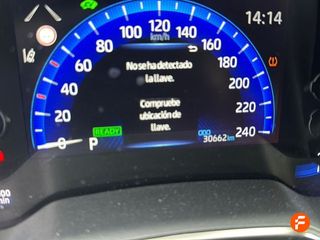 100 120 140
km/h
80
160
14:14
60
180
40
200
20
220
0
240
No se ha detectado
la llave.
Compruebe
ubicación de
llave.
READY
P
ODO
30662 km